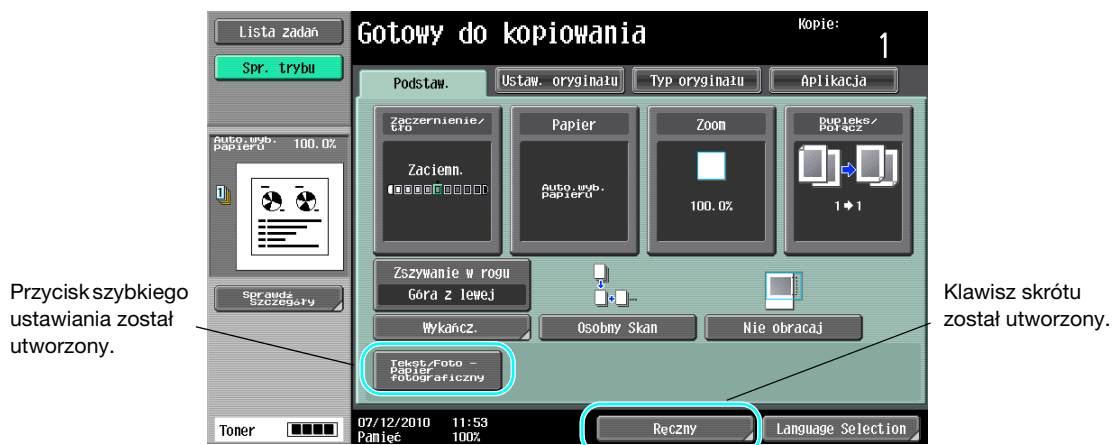 Lista zadań
Spr. trybu
Gotowy do kopiowania
Kopie:
1
Podstaw.
Ustaw. oryginału
Typ oryginału
Aplikacja
Auto.wyb.
papieru
100.0%
1
Zaczernienie/
tło
Zaciemn.
Papier
Auto.wyb.
papieru
Zoom
100.0%
Dupleks/
Połącz
1 → 1
Zszywanie w rogu
Góra z lewej
Sprawdź
Szczegóły
Wykańcz.
Osobny Skan
Nie obracaj
Tekst/Foto -
Papier
fotograficzny
Przycisk szybkiego
ustawiania został
utworzony.
Klawisz skrótu
został utworzony.
Toner
07/12/2010 11:53
Pamięć 100%
Ręczny
Language Selection